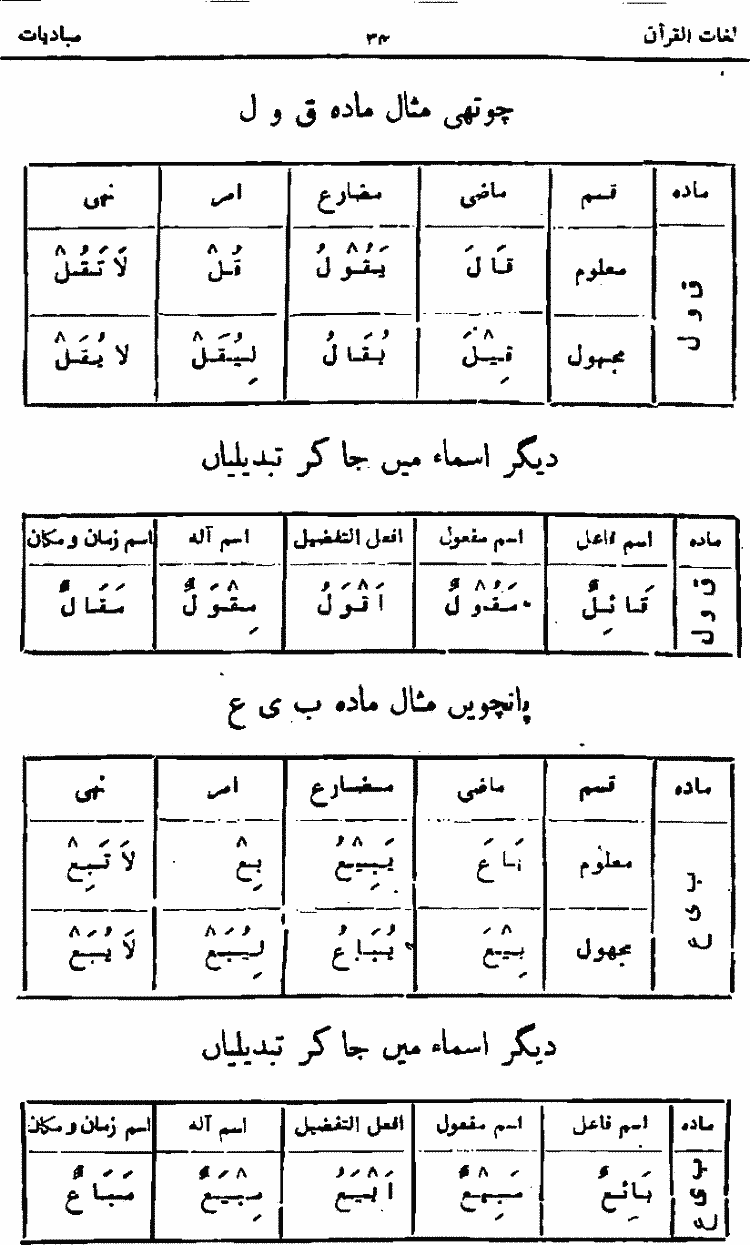 لغات القرآن ۳۴ مبادیات
چوتھی مثال مادہ ق و ل
مادہ قسم ماضی مضارع امر نہی
ق و ل
معلوم قَالَ يَقُوْلُ قُلْ لَا تَقُلْ
مجہول قِيْلَ يُقَالُ لِيُقَلْ لا يُقَلْ
دیگر اسماء میں جا کر تبدیلیاں
مادہ اسم فاعل اسم مفعول افعل التفضیل اسم آلہ اسم زمان و مکان
ق و ل قَائِلٌ مَقُوْلٌ اَقْوَلُ مِقْوَلٌ مَقَالٌ
پانچویں مثال مادہ ب ی ع
مادہ قسم ماضی مضارع امر نہی
ب ی ع
معلوم بَاعَ يَبِيْعُ بِعْ لَا تَبِعْ
مجہول بِيْعَ يُبَاعُ لِيُبَعْ لَا يُبَعْ
دیگر اسماء میں جا کر تبدیلیاں
مادہ اسم فاعل اسم مفعول افعل التفضیل اسم آلہ اسم زمان و مکان
ب ی ع بَائِعٌ مَبِيْعٌ اَبْيَعُ مِبْيَعٌ مَبَاعٌ